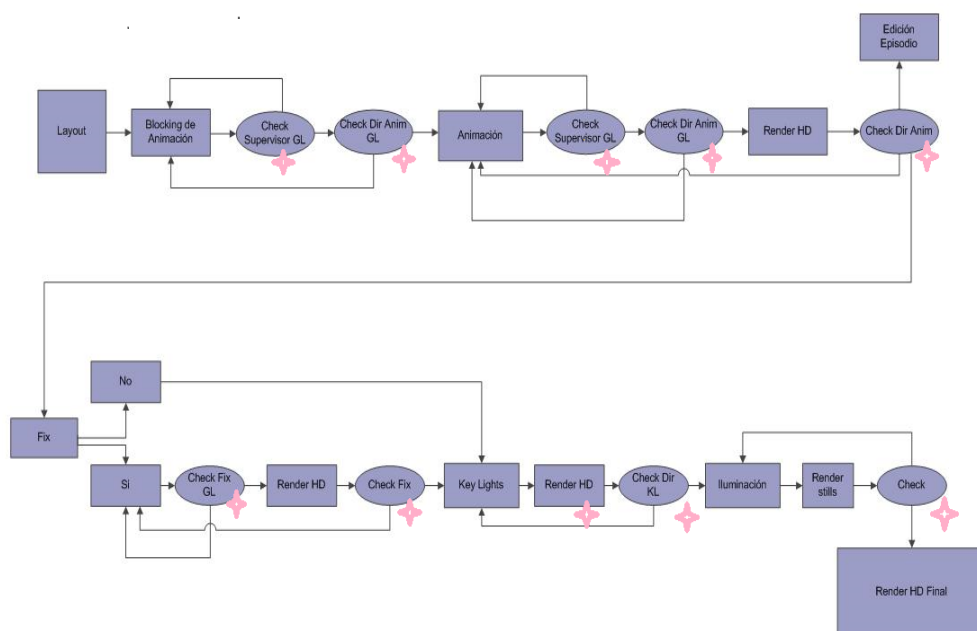 Edición
Episodio
Layout
Blocking de
Animación
Check
Supervisor GL
Check Dir Anim
GL
Animación
Check
Supervisor GL
Check Dir Anim
GL
Render HD
Check Dir Anim
No
Fix
Si
Check Fix
GL
Render HD
Check Fix
Key Lights
Render HD
Check Dir
KL
Iluminación
Render
stills
Check
Render HD Final